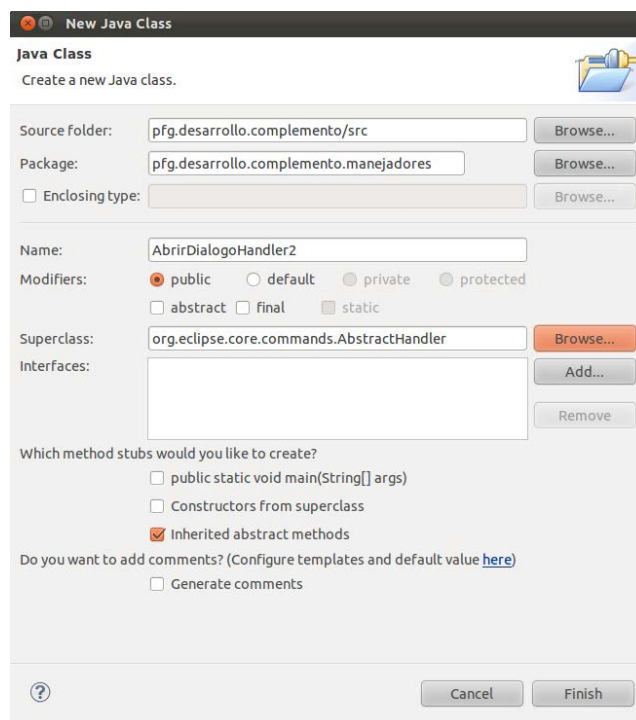 New Java Class
Java Class
Create a new Java class.
Source folder: pfg.desarrollo.complemento/src Browse...
Package: pfg.desarrollo.complemento.manejadores Browse...
Enclosing type: Browse...
Name: AbrirDialogoHandler2
Modifiers: public default private protected
abstract final static
Superclass: org.eclipse.core.commands.AbstractHandler Browse...
Interfaces: Add...
Remove
Which method stubs would you like to create?
public static void main(String[] args)
Constructors from superclass
Inherited abstract methods
Do you want to add comments? (Configure templates and default value here)
Generate comments
? Cancel Finish